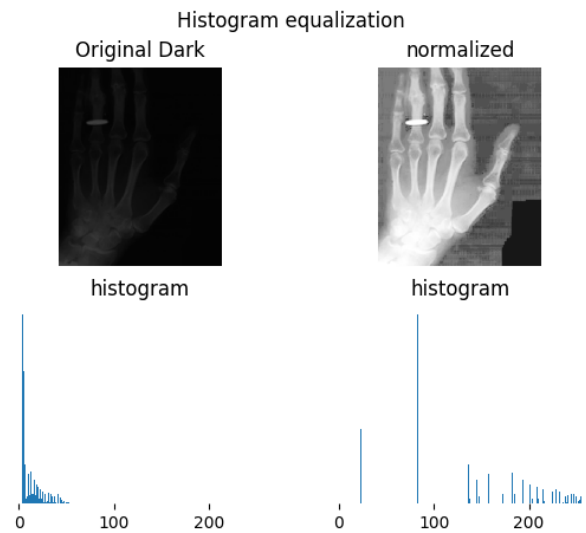 Histogram equalization
Original Dark
normalized
histogram
histogram
0 100 200
0 100 200